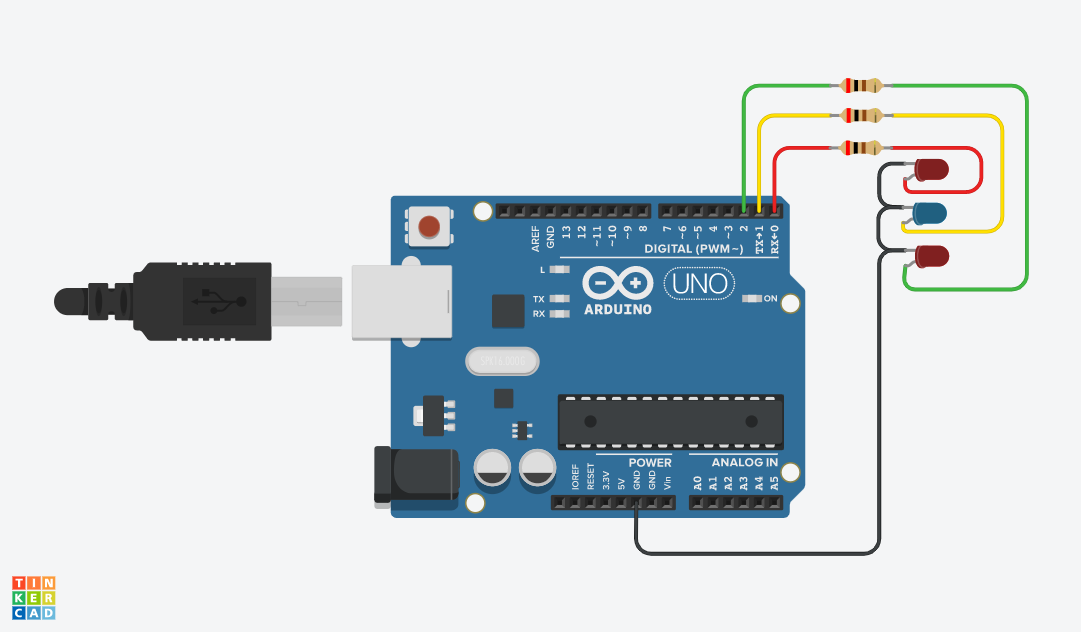 AREF
GND
13
12
~11
~10
~9
8
7
~6
~5
4
~3
2
TX→1
RX←0
DIGITAL (PWM~)
L
TX
RX
ARDUINO
UNO
ON
POWER
ANALOG IN
IOREF
RESET
3.3V
5V
GND
GND
Vin
A0
A1
A2
A3
A4
A5
TIN
KER
CAD